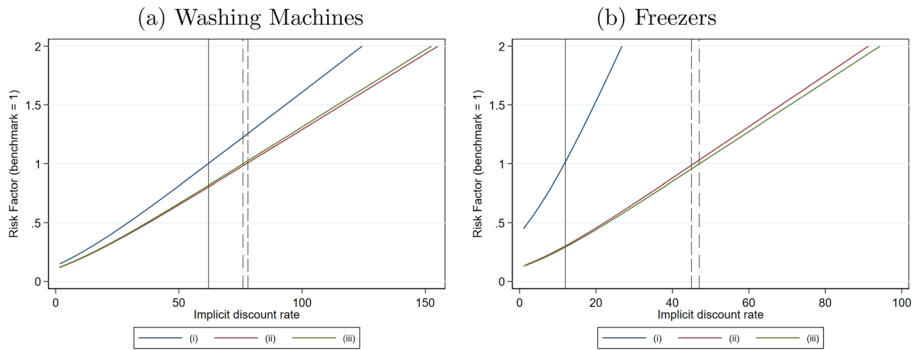 (a) Washing Machines
2
1.5
1
.5
0
Risk Factor (benchmark = 1)
0 50 100 150
Implicit discount rate
(i) (ii) (iii)
(b) Freezers
2
1.5
1
.5
0
Risk Factor (benchmark = 1)
0 20 40 60 80 100
Implicit discount rate
(i) (ii) (iii)